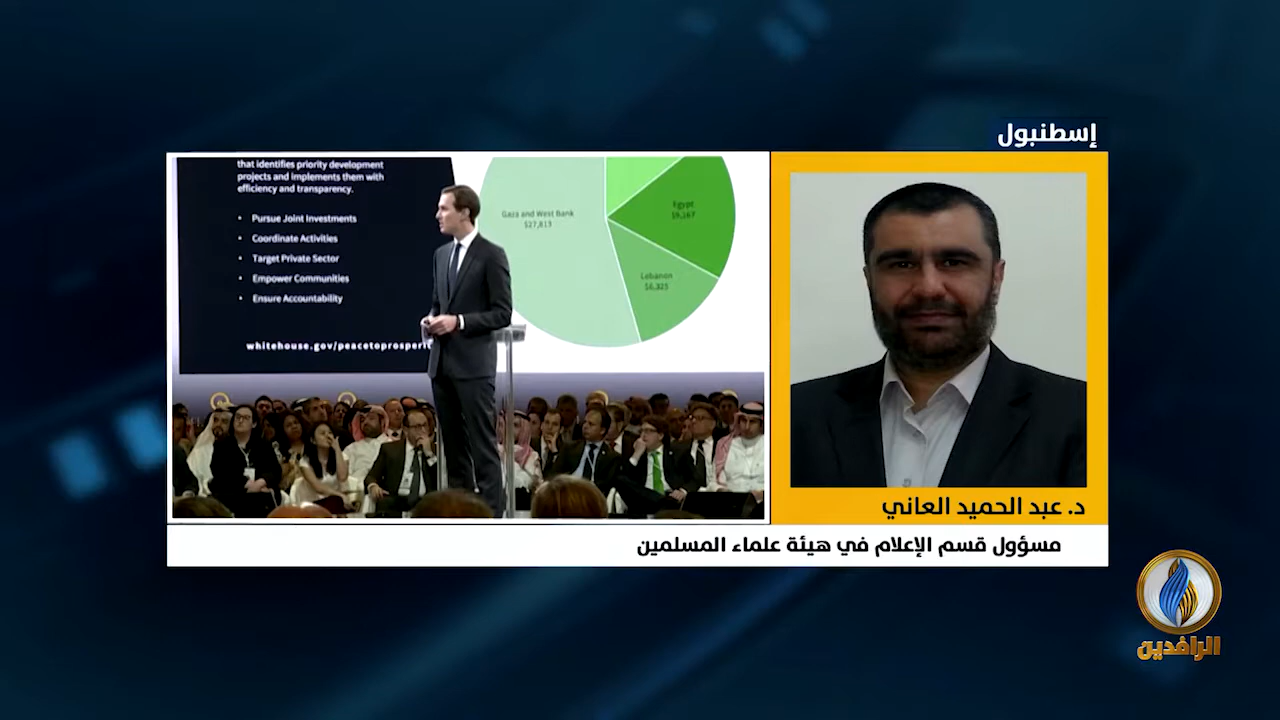 إسطنبول
that identifies priority development
projects and implements them with
efficiency and transparency.
• Pursue Joint Investments
• Coordinate Activities
• Target Private Sector
• Empower Communities
• Ensure Accountability
whitehouse.gov/peacetoprosperit
Gaza and West Bank
$27,813
Egypt
$9,167
Lebanon
$6,325
د. عبد الحميد العاني
مسؤول قسم الإعلام في هيئة علماء المسلمين
الرافدين